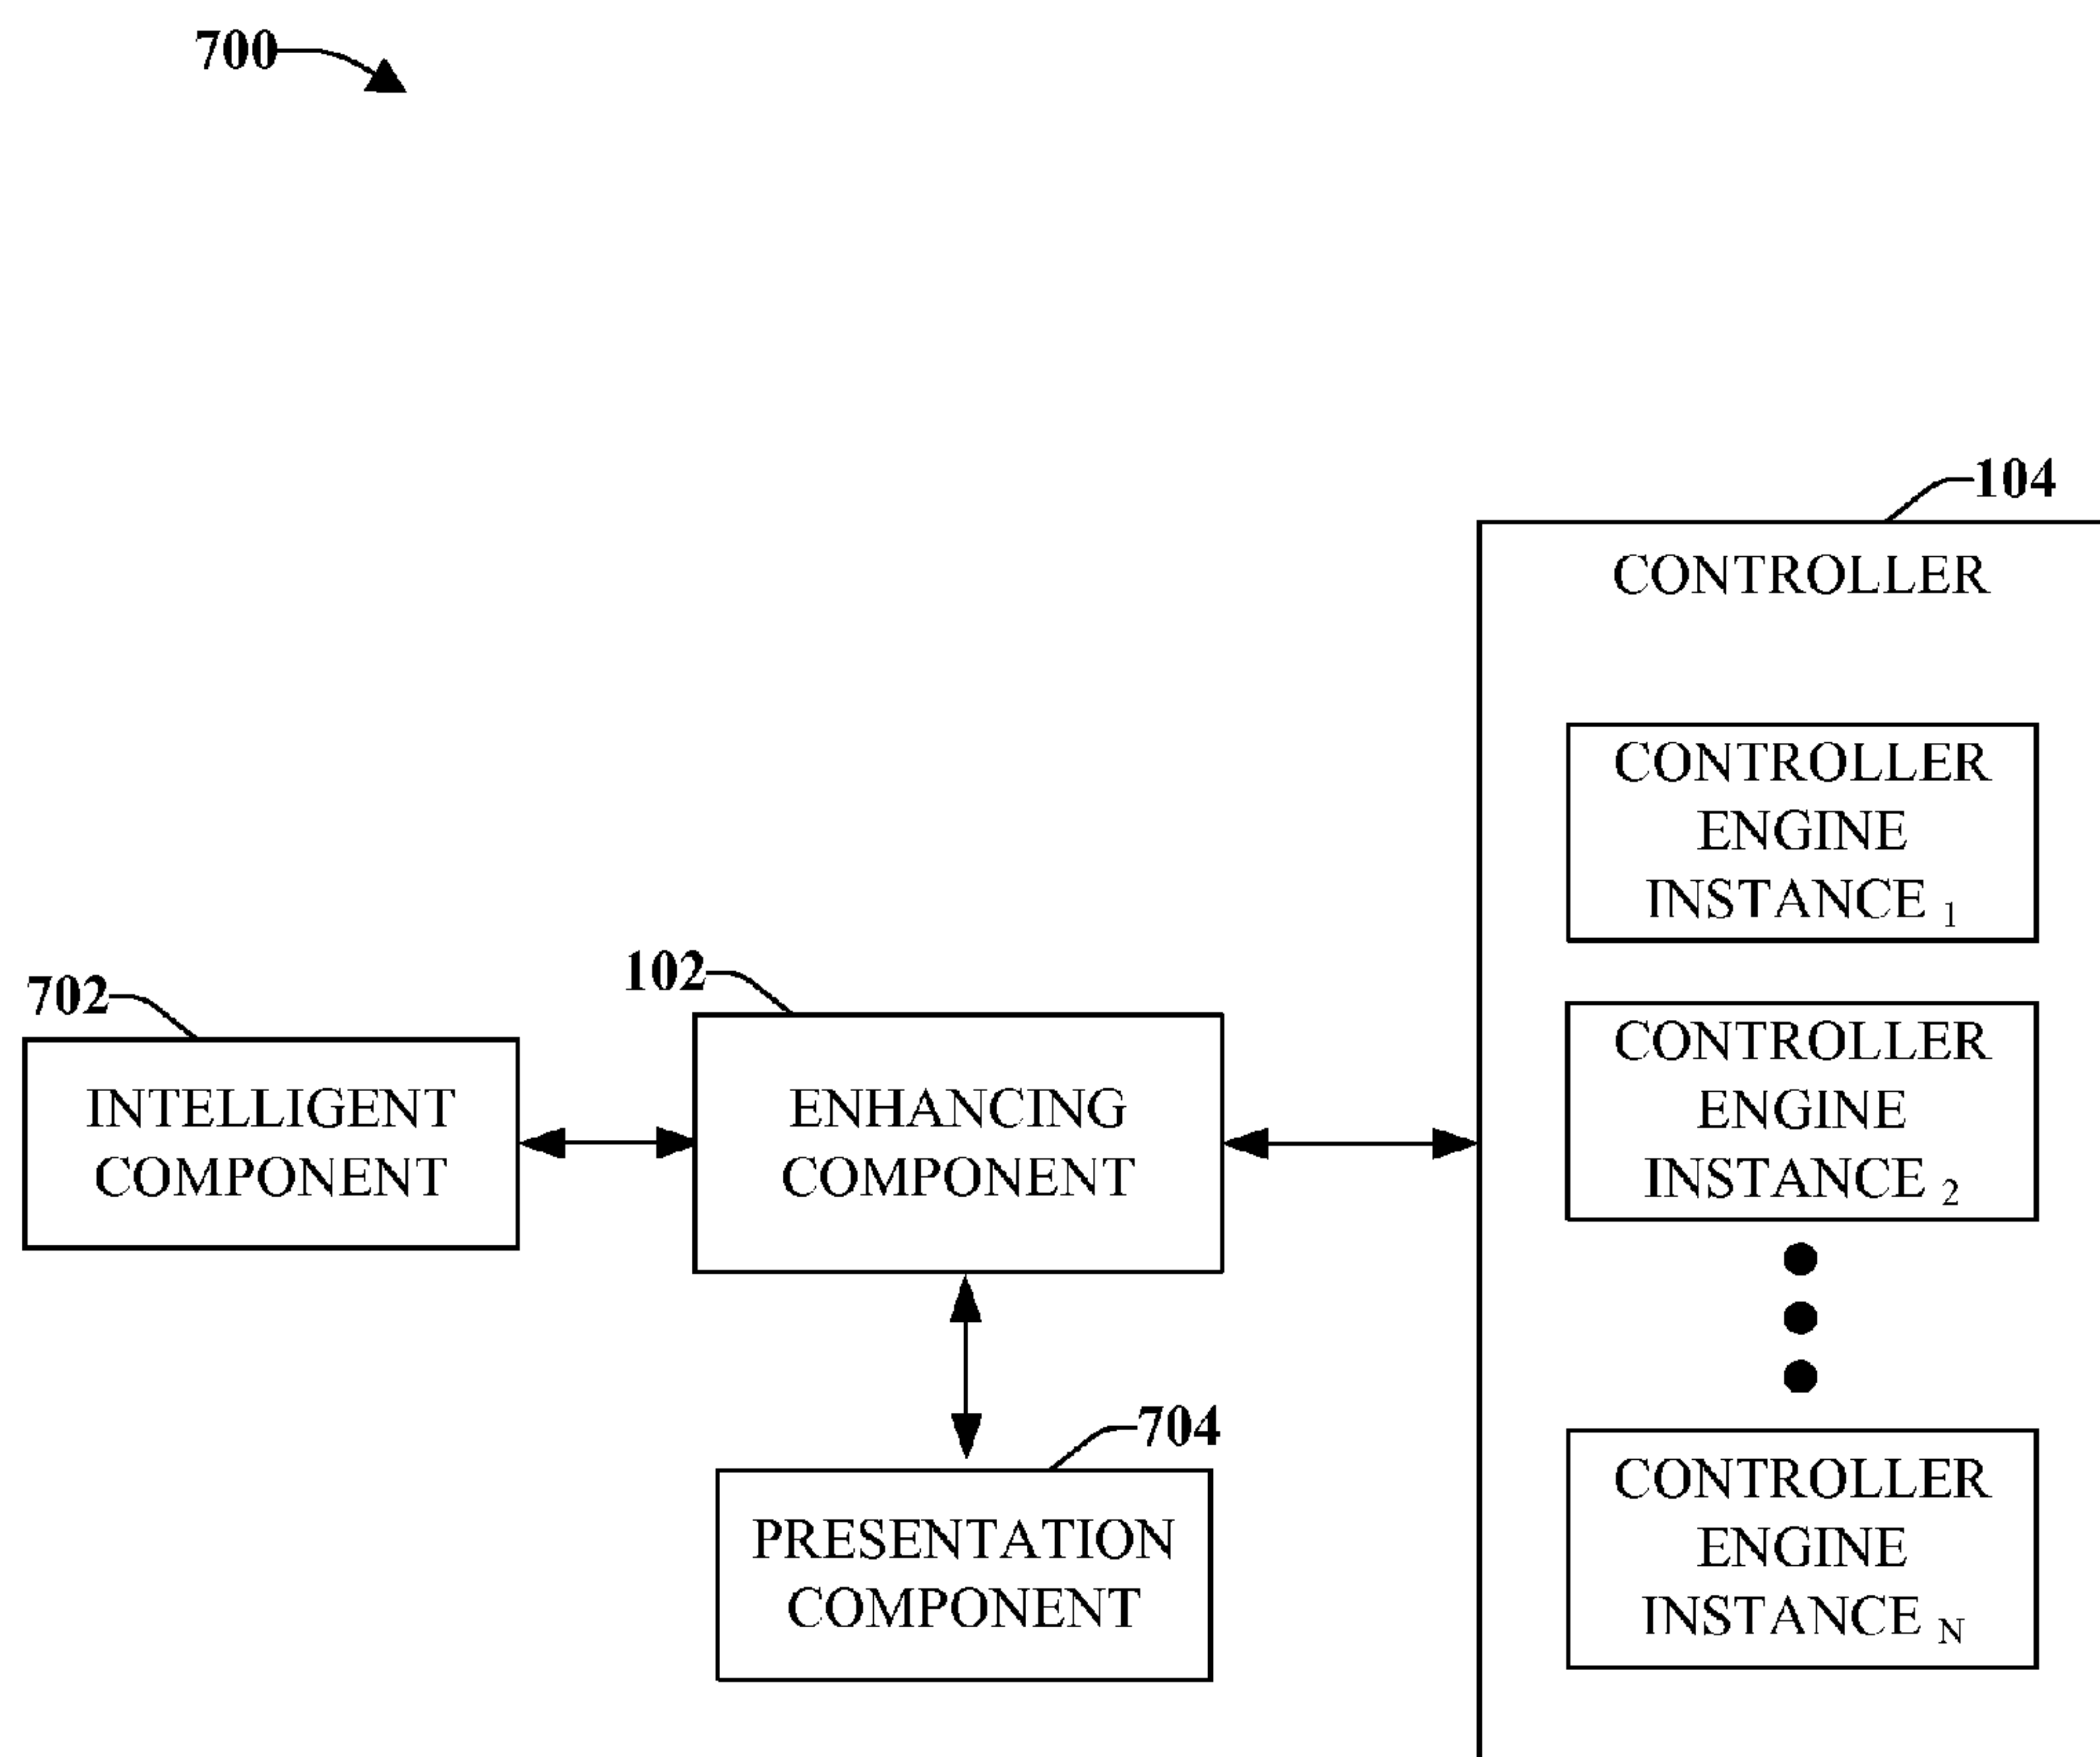 700
104
CONTROLLER
CONTROLLER
ENGINE
INSTANCE 1
702
102
INTELLIGENT
COMPONENT
ENHANCING
COMPONENT
CONTROLLER
ENGINE
INSTANCE 2
704
PRESENTATION
COMPONENT
CONTROLLER
ENGINE
INSTANCE N